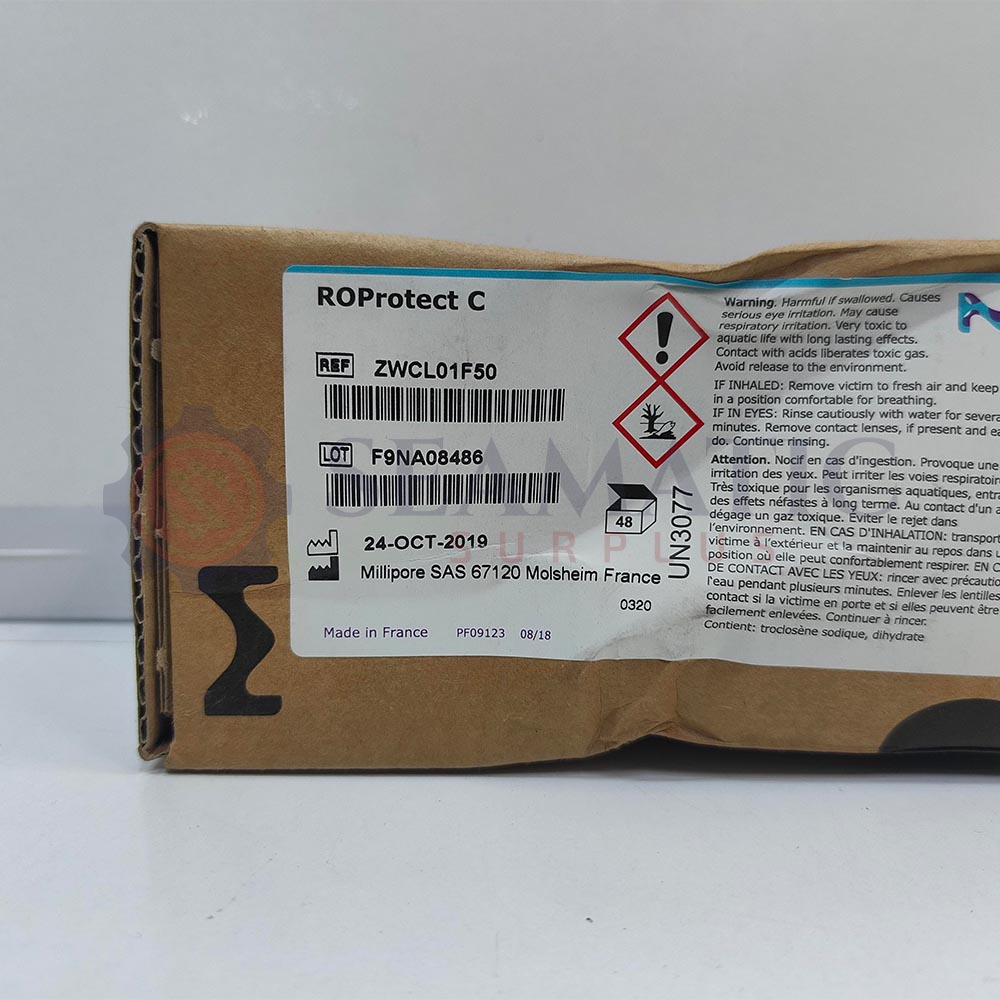 ROProtect C
REF ZWCL01F50
LOT F9NA08486
24-OCT-2019
Millipore SAS 67120 Molsheim France
0320
Made in France PF09123 08/18
48
UN3077
Warning. Harmful if swallowed. Causes
serious eye irritation. May cause
respiratory irritation. Very toxic to
aquatic life with long lasting effects.
Contact with acids liberates toxic gas.
Avoid release to the environment.
IF INHALED: Remove victim to fresh air and keep
in a position comfortable for breathing.
IF IN EYES: Rinse cautiously with water for severa
minutes. Remove contact lenses, if present and ea
do. Continue rinsing.
Attention. Nocif en cas d'ingestion. Provoque une
irritation des yeux. Peut irriter les voies respiratoire
Très toxique pour les organismes aquatiques, entra
des effets néfastes à long terme. Au contact d'un a
dégage un gaz toxique. Eviter le rejet dans
l'environnement. EN CAS D'INHALATION: transport
victime à l'extérieur et la maintenir au repos dans u
position où elle peut confortablement respirer. EN C
DE CONTACT AVEC LES YEUX: rincer avec précautio
l'eau pendant plusieurs minutes. Enlever les lentilles
contact si la victime en porte et si elles peuvent être
facilement enlevées. Continuer à rincer.
Contient: troclosène sodique, dihydrate
SEAMATIC
SURPLUS